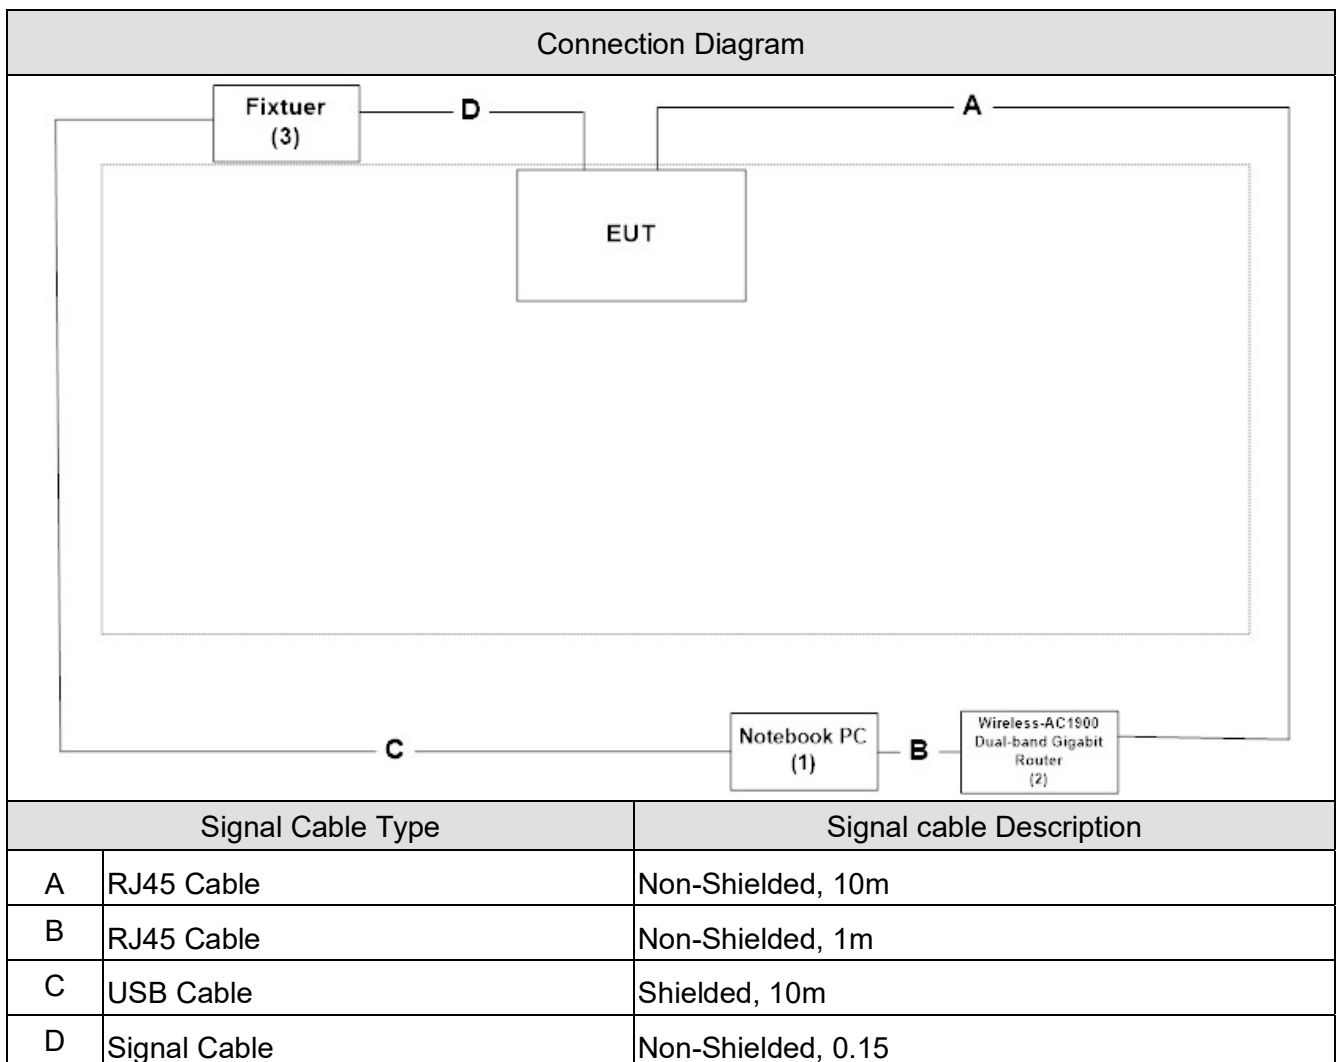 Connection Diagram
Fixtuer
(3)
D
A
EUT
C
Notebook PC
(1)
B
Wireless-AC1900
Dual-band Gigabit
Router
(2)
Signal Cable Type Signal cable Description
A RJ45 Cable Non-Shielded, 10m
B RJ45 Cable Non-Shielded, 1m
C USB Cable Shielded, 10m
D Signal Cable Non-Shielded, 0.15